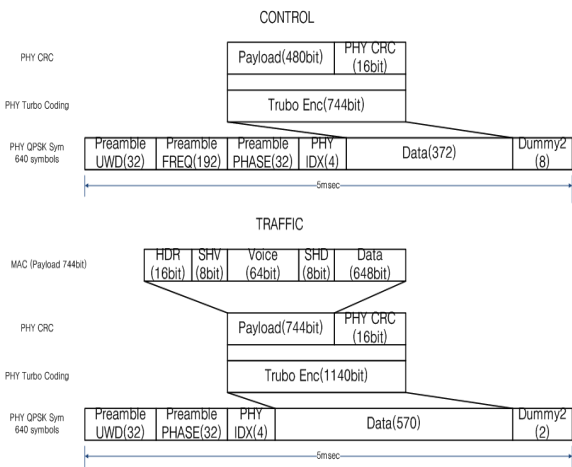 CONTROL
PHY CRC
Payload(480bit)
PHY CRC
(16bit)
PHY Turbo Coding
Trubo Enc(744bit)
PHY QPSK Sym
640 symbols
Preamble
UWD(32)
Preamble
FREQ(192)
Preamble
PHASE(32)
PHY
IDX(4)
Data(372)
Dummy2
(8)
5msec
TRAFFIC
MAC (Payload 744bit)
HDR
(16bit)
SHV
(8bit)
Voice
(64bit)
SHD
(8bit)
Data
(648bit)
PHY CRC
Payload(744bit)
PHY CRC
(16bit)
PHY Turbo Coding
Trubo Enc(1140bit)
PHY QPSK Sym
640 symbols
Preamble
UWD(32)
Preamble
PHASE(32)
PHY
IDX(4)
Data(570)
Dummy2
(2)
5msec